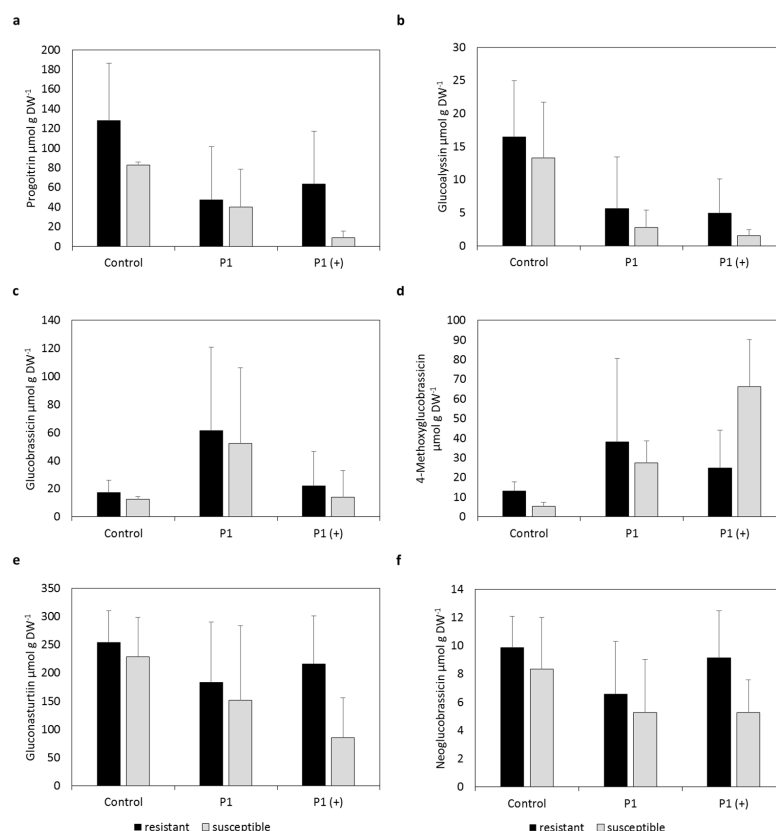 a
Progoitrin µmol g DW-1
200
180
160
140
120
100
80
60
40
20
0
Control P1 P1 (+)
b
Glucoalyssin µmol g DW-1
30
25
20
15
10
5
0
Control P1 P1 (+)
c
Glucobrassicin µmol g DW-1
140
120
100
80
60
40
20
0
Control P1 P1 (+)
d
4-Methoxyglucobrassicin
µmol g DW-1
100
90
80
70
60
50
40
30
20
10
0
Control P1 P1 (+)
e
Gluconasturtiin µmol g DW-1
350
300
250
200
150
100
50
0
Control P1 P1 (+)
resistant susceptible
f
Neoglucobrassicin µmol g DW-1
14
12
10
8
6
4
2
0
Control P1 P1 (+)
resistant susceptible